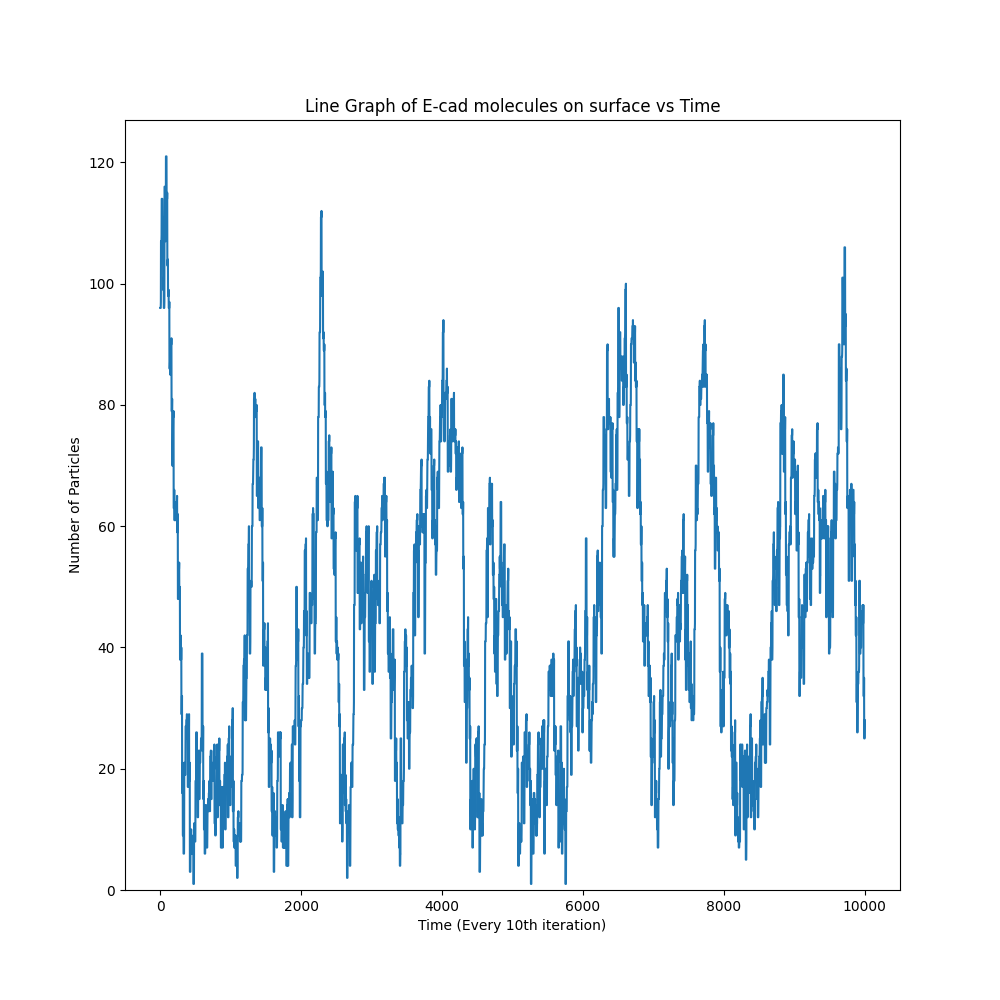 Line Graph of E-cad molecules on surface vs Time
120
100
80
60
40
20
0
Number of Particles
0 2000 4000 6000 8000 10000
Time (Every 10th iteration)